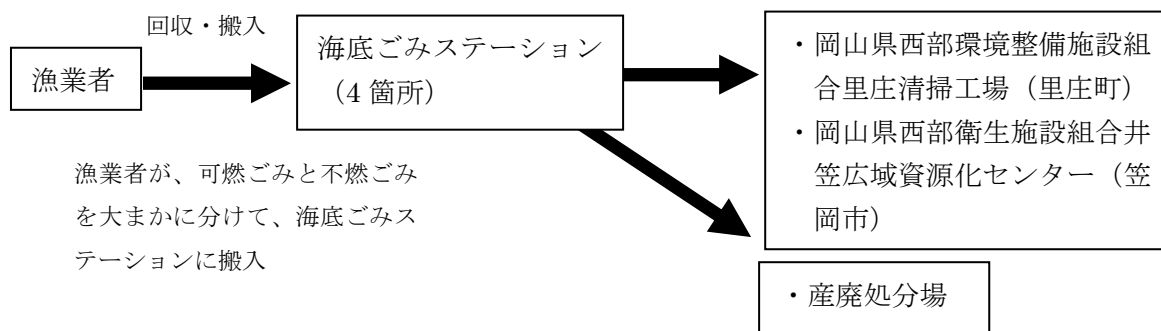 回収・搬入
漁業者
海底ごみステーション
（4 箇所）
・岡山県西部環境整備施設組
合里庄清掃工場（里庄町）
・岡山県西部衛生施設組合井
笠広域資源化センター（笠
岡市）
漁業者が、可燃ごみと不燃ごみ
を大まかに分けて、海底ごみス
テーションに搬入
・産廃処分場